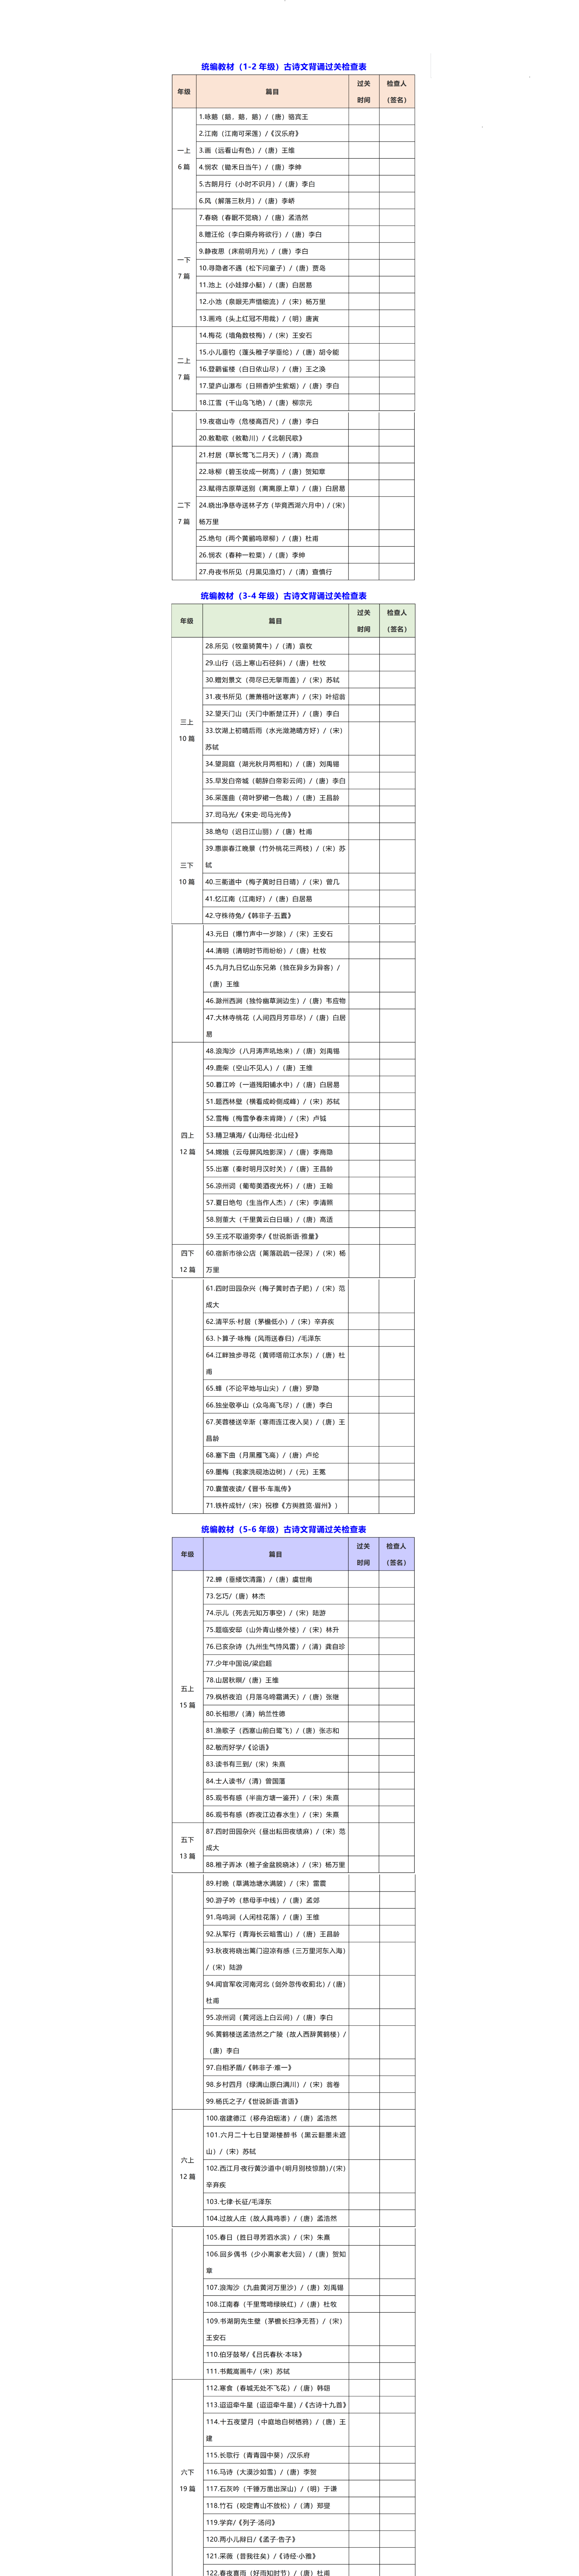 统编教材（1-2 年级）古诗文背诵过关检查表
年级
篇目
过关
时间
检查人
（签名）
一上
6 篇
1.咏鹅（鹅，鹅，鹅）/（唐）骆宾王
2.江南（江南可采莲）/《汉乐府》
3.画（远看山有色）/（唐）王维
4.悯农（锄禾日当午）/（唐）李绅
5.古朗月行（小时不识月）/（唐）李白
6.风（解落三秋月）/（唐）李峤
一下
7 篇
7.春晓（春眠不觉晓）/（唐）孟浩然
8.赠汪伦（李白乘舟将欲行）/（唐）李白
9.静夜思（床前明月光）/（唐）李白
10.寻隐者不遇（松下问童子）/（唐）贾岛
11.池上（小娃撑小艇）/（唐）白居易
12.小池（泉眼无声惜细流）/（宋）杨万里
13.画鸡（头上红冠不用裁）/（明）唐寅
二上
7 篇
14.梅花（墙角数枝梅）/（宋）王安石
15.小儿垂钓（蓬头稚子学垂纶）/（唐）胡令能
16.登鹳雀楼（白日依山尽）/（唐）王之涣
17.望庐山瀑布（日照香炉生紫烟）/（唐）李白
18.江雪（千山鸟飞绝）/（唐）柳宗元
19.夜宿山寺（危楼高百尺）/（唐）李白
20.敕勒歌（敕勒川）/《北朝民歌》
二下
7 篇
21.村居（草长莺飞二月天）/（清）高鼎
22.咏柳（碧玉妆成一树高）/（唐）贺知章
23.赋得古原草送别（离离原上草）/（唐）白居易
24.晓出净慈寺送林子方（毕竟西湖六月中）/（宋）
杨万里
25.绝句（两个黄鹂鸣翠柳）/（唐）杜甫
26.悯农（春种一粒粟）/（唐）李绅
27.舟夜书所见（月黑见渔灯）/（清）查慎行
统编教材（3-4 年级）古诗文背诵过关检查表
年级
篇目
过关
时间
检查人
（签名）
三上
10 篇
28.所见（牧童骑黄牛）/（清）袁枚
29.山行（远上寒山石径斜）/（唐）杜牧
30.赠刘景文（荷尽已无擎雨盖）/（宋）苏轼
31.夜书所见（萧萧梧叶送寒声）/（宋）叶绍翁
32.望天门山（天门中断楚江开）/（唐）李白
33.饮湖上初晴后雨（水光潋滟晴方好）/（宋）
苏轼
34.望洞庭（湖光秋月两相和）/（唐）刘禹锡
35.早发白帝城（朝辞白帝彩云间）/（唐）李白
36.采莲曲（荷叶罗裙一色裁）/（唐）王昌龄
37.司马光/《宋史·司马光传》
三下
10 篇
38.绝句（迟日江山丽）/（唐）杜甫
39.惠崇春江晚景（竹外桃花三两枝）/（宋）苏
轼
40.三衢道中（梅子黄时日日晴）/（宋）曾几
41.忆江南（江南好）/（唐）白居易
42.守株待兔/《韩非子·五蠹》
43.元日（爆竹声中一岁除）/（宋）王安石
44.清明（清明时节雨纷纷）/（唐）杜牧
45.九月九日忆山东兄弟（独在异乡为异客）/
（唐）王维
46.滁州西涧（独怜幽草涧边生）/（唐）韦应物
47.大林寺桃花（人间四月芳菲尽）/（唐）白居
易
四上
12 篇
48.浪淘沙（八月涛声吼地来）/（唐）刘禹锡
49.鹿柴（空山不见人）/（唐）王维
50.暮江吟（一道残阳铺水中）/（唐）白居易
51.题西林壁（横看成岭侧成峰）/（宋）苏轼
52.雪梅（梅雪争春未肯降）/（宋）卢钺
53.精卫填海/《山海经·北山经》
54.嫦娥（云母屏风烛影深）/（唐）李商隐
55.出塞（秦时明月汉时关）/（唐）王昌龄
56.凉州词（葡萄美酒夜光杯）/（唐）王翰
57.夏日绝句（生当作人杰）/（宋）李清照
58.别董大（千里黄云白日曛）/（唐）高适
59.王戎不取道旁李/《世说新语·雅量》
四下
12 篇
60.宿新市徐公店（篱落疏疏一径深）/（宋）杨
万里
61.四时田园杂兴（梅子黄时杏子肥）/（宋）范
成大
62.清平乐·村居（茅檐低小）/（宋）辛弃疾
63.卜算子·咏梅（风雨送春归）/毛泽东
64.江畔独步寻花（黄师塔前江水东）/（唐）杜
甫
65.蜂（不论平地与山尖）/（唐）罗隐
66.独坐敬亭山（众鸟高飞尽）/（唐）李白
67.芙蓉楼送辛渐（寒雨连江夜入吴）/（唐）王
昌龄
68.塞下曲（月黑雁飞高）/（唐）卢纶
69.墨梅（我家洗砚池边树）/（元）王冕
70.囊萤夜读/《晋书·车胤传》
71.铁杵成针/（宋）祝穆《方舆胜览·眉州》）
统编教材（5-6 年级）古诗文背诵过关检查表
年级
篇目
过关
时间
检查人
（签名）
五上
15 篇
72.蝉（垂緌饮清露）/（唐）虞世南
73.乞巧/（唐）林杰
74.示儿（死去元知万事空）/（宋）陆游
75.题临安邸（山外青山楼外楼）/（宋）林升
76.已亥杂诗（九州生气恃风雷）/（清）龚自珍
77.少年中国说/梁启超
78.山居秋暝/（唐）王维
79.枫桥夜泊（月落乌啼霜满天）/（唐）张继
80.长相思/（清）纳兰性德
81.渔歌子（西塞山前白鹭飞）/（唐）张志和
82.敏而好学/《论语》
83.读书有三到/（宋）朱熹
84.士人读书/（清）曾国藩
85.观书有感（半亩方塘一鉴开）/（宋）朱熹
86.观书有感（昨夜江边春水生）/（宋）朱熹
五下
13 篇
87.四时田园杂兴（昼出耘田夜绩麻）/（宋）范
成大
88.稚子弄冰（稚子金盆脱晓冰）/（宋）杨万里
89.村晚（草满池塘水满陂）/（宋）雷震
90.游子吟（慈母手中线）/（唐）孟郊
91.鸟鸣涧（人闲桂花落）/（唐）王维
92.从军行（青海长云暗雪山）/（唐）王昌龄
93.秋夜将晓出篱门迎凉有感（三万里河东入海）
/（宋）陆游
94.闻官军收河南河北（剑外忽传收蓟北）/（唐）
杜甫
95.凉州词（黄河远上白云间）/（唐）李白
96.黄鹤楼送孟浩然之广陵（故人西辞黄鹤楼）/
（唐）李白
97.自相矛盾/《韩非子·难一》
98.乡村四月（绿满山原白满川）/（宋）翁卷
99.杨氏之子/《世说新语·言语》
六上
12 篇
100.宿建德江（移舟泊烟渚）/（唐）孟浩然
101.六月二十七日望湖楼醉书（黑云翻墨未遮
山）/（宋）苏轼
102.西江月·夜行黄沙道中（明月别枝惊鹊）/（宋）
辛弃疾
103.七律·长征/毛泽东
104.过故人庄（故人具鸡黍）/（唐）孟浩然
105.春日（胜日寻芳泗水滨）/（宋）朱熹
106.回乡偶书（少小离家老大回）/（唐）贺知
章
107.浪淘沙（九曲黄河万里沙）/（唐）刘禹锡
108.江南春（千里莺啼绿映红）/（唐）杜牧
109.书湖阴先生壁（茅檐长扫净无苔）/（宋）
王安石
110.伯牙鼓琴/《吕氏春秋·本味》
111.书戴嵩画牛/（宋）苏轼
六下
19 篇
112.寒食（春城无处不飞花）/（唐）韩翃
113.迢迢牵牛星（迢迢牵牛星）/《古诗十九首》
114.十五夜望月（中庭地白树栖鸦）/（唐）王
建
115.长歌行（青青园中葵）/汉乐府
116.马诗（大漠沙如雪）/（唐）李贺
117.石灰吟（千锤万凿出深山）/（明）于谦
118.竹石（咬定青山不放松）/（清）郑燮
119.学弈/《列子·汤问》
120.两小儿辩日/《孟子·告子》
121.采薇（昔我往矣）/《诗经·小雅》
122.春夜喜雨（好雨知时节）/（唐）杜甫